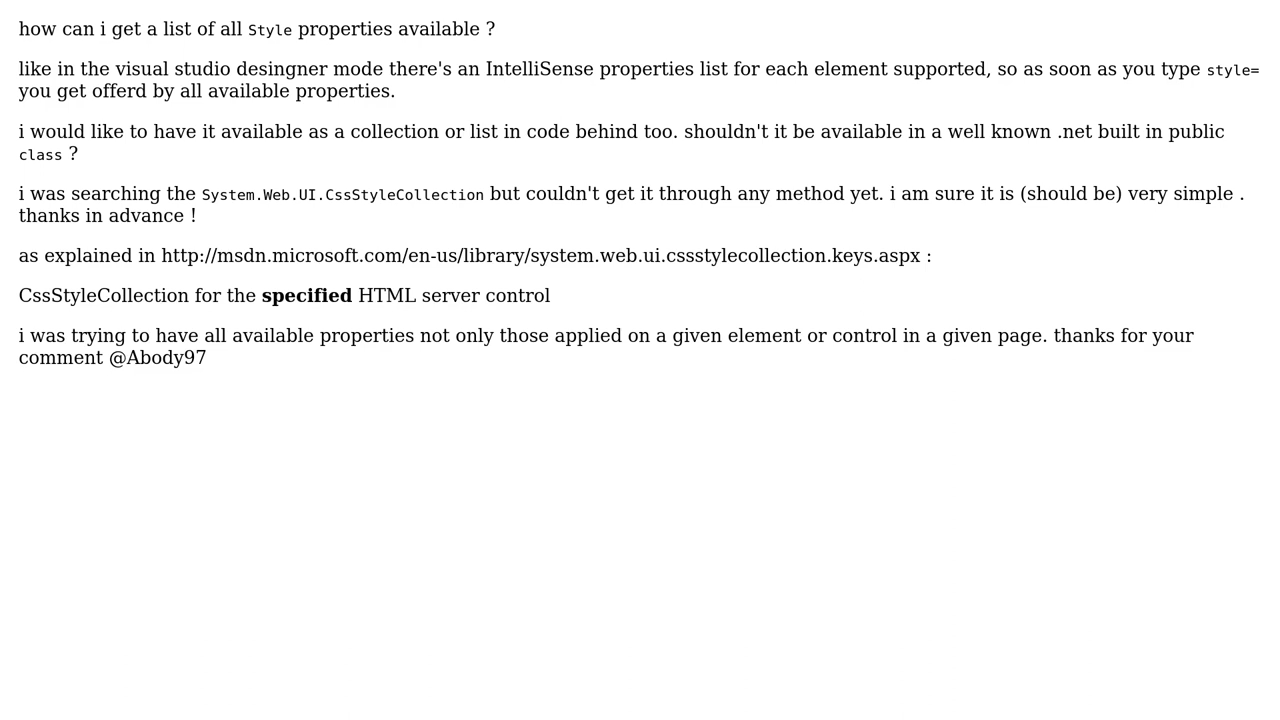 how can i get a list of all Style properties available ?
like in the visual studio desingner mode there's an IntelliSense properties list for each element supported, so as soon as you type style=
you get offerd by all available properties.
i would like to have it available as a collection or list in code behind too. shouldn't it be available in a well known .net built in public
class ?
i was searching the System.Web.UI.CssStyleCollection but couldn't get it through any method yet. i am sure it is (should be) very simple .
thanks in advance !
as explained in http://msdn.microsoft.com/en-us/library/system.web.ui.cssstylecollection.keys.aspx :
CssStyleCollection for the specified HTML server control
i was trying to have all available properties not only those applied on a given element or control in a given page. thanks for your
comment @Abody97